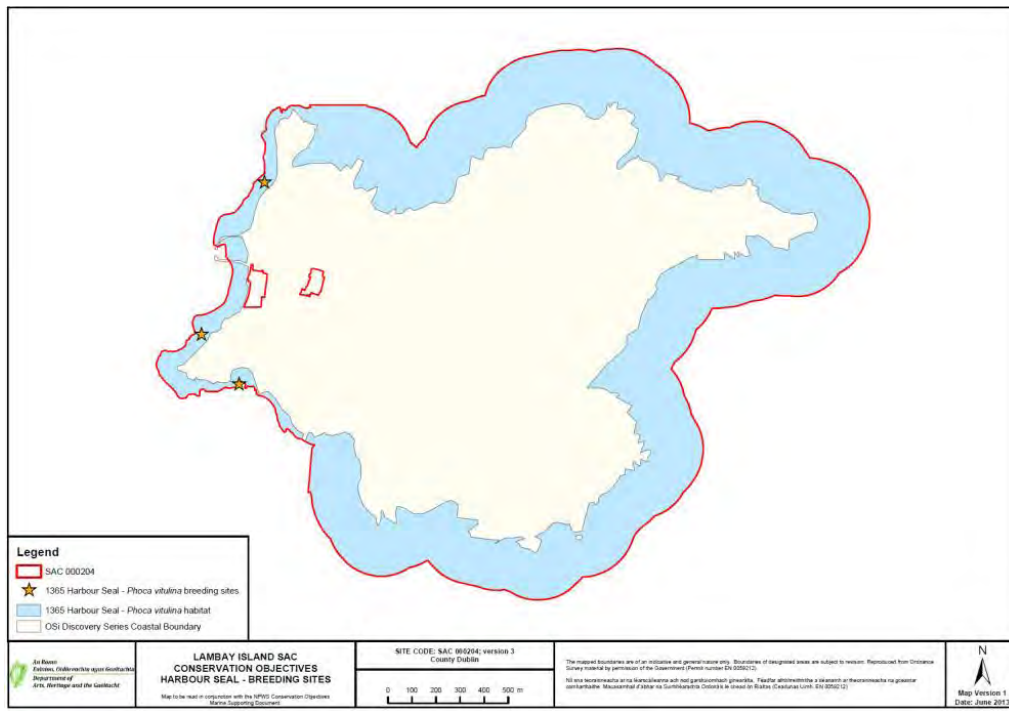 Legend
SAC 000204
1365 Harbour Seal - Phoca vitulina breeding sites
1365 Harbour Seal - Phoca vitulina habitat
OSi Discovery Series Coastal Boundary
An Roinn
Ealaíon, Oidhreachta agus Gaeltachta
Department of
Arts, Heritage and the Gaeltacht
LAMBAY ISLAND SAC
CONSERVATION OBJECTIVES
HARBOUR SEAL - BREEDING SITES
Map to be read in conjunction with the NPWS Conservation Objectives
Marine Supporting Document.
SITE CODE: SAC 000204; version 3
County Dublin
0 100 200 300 400 500 m
The mapped boundaries are of an indicative and general nature only. Boundaries of designated areas are subject to revision. Reproduced from Ordnance
Survey material by permission of the Government (Permit number EN 0059212)
N
Map Version 1
Date: June 2013